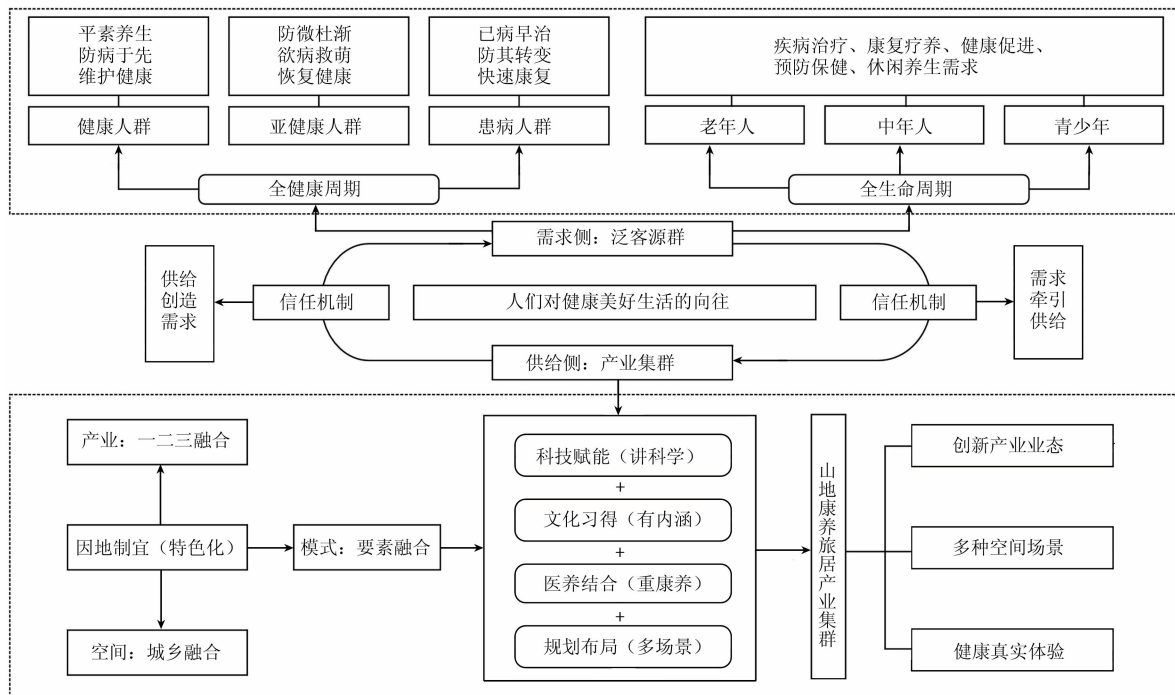 平素养生
防病于先
维护健康
防微杜渐
欲病救萌
恢复健康
已病早治
防其转变
快速康复
疾病治疗、康复疗养、健康促进、
预防保健、休闲养生需求
健康人群
亚健康人群
患病人群
老年人
中年人
青少年
全健康周期
全生命周期
需求侧：泛客源群
供给
创造
需求
信任机制
人们对健康美好生活的向往
信任机制
需求
牵引
供给
供给侧：产业集群
产业：一二三融合
因地制宜（特色化）
空间：城乡融合
模式：要素融合
科技赋能（讲科学）
+
文化习得（有内涵）
+
医养结合（重康养）
+
规划布局（多场景）
山地康养旅居产业集群
创新产业业态
多种空间场景
健康真实体验